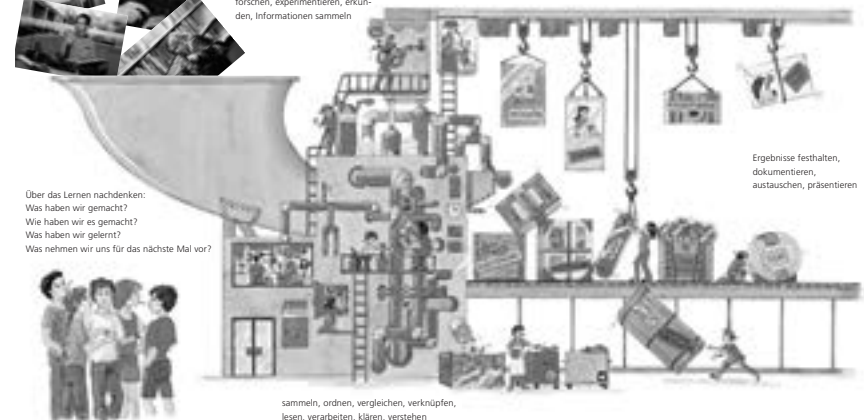 forschen, experimentieren, erkun-
den, Informationen sammeln
Ergebnisse festhalten,
dokumentieren,
austauschen, präsentieren
Über das Lernen nachdenken:
Was haben wir gemacht?
Wie haben wir es gemacht?
Was haben wir gelernt?
Was nehmen wir uns für das nächste Mal vor?
sammeln, ordnen, vergleichen, verknüpfen,
lesen, verarbeiten, klären, verstehen